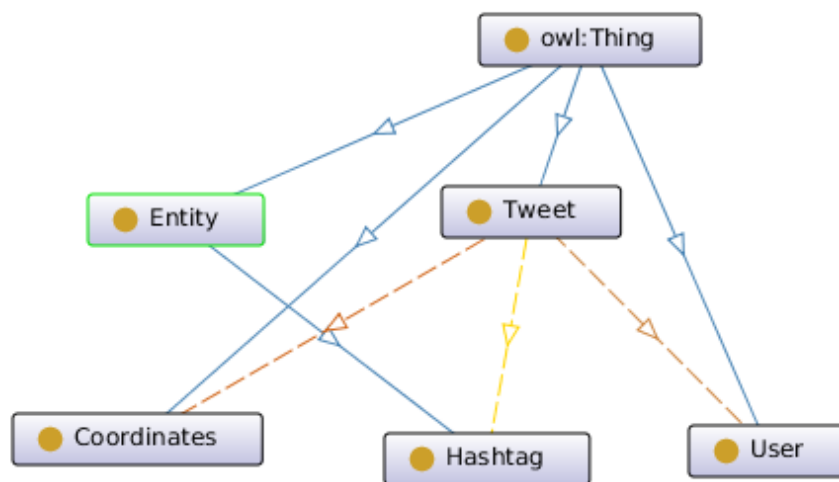 owl:Thing
Entity
Tweet
Coordinates
Hashtag
User